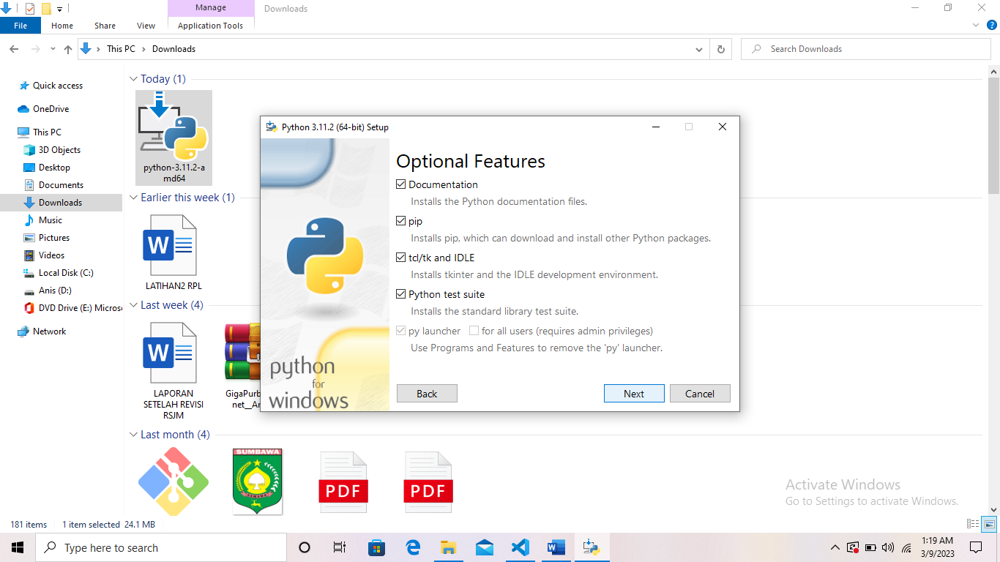 Manage
Downloads
File
Home
Share
View
Application Tools
This PC
Downloads
Search Downloads
Quick access
OneDrive
This PC
3D Objects
Desktop
Documents
Downloads
Music
Pictures
Videos
Local Disk (C:)
Anis (D:)
DVD Drive (E:) Micros
Network
Today (1)
python-3.11.2-a
md64
Earlier this week (1)
W
LATIHAN2 RPL
Last week (4)
W
LAPORAN
SETELAH REVISI
RSJM
GigaPurb
net__Ar
Last month (4)
SUMBAWA
PDF
PDF
Python 3.11.2 (64-bit) Setup
Optional Features
Documentation
Installs the Python documentation files.
pip
Installs pip, which can download and install other Python packages.
tcl/tk and IDLE
Installs tkinter and the IDLE development environment.
Python test suite
Installs the standard library test suite.
py launcher
for all users (requires admin privileges)
Use Programs and Features to remove the 'py' launcher.
python
for
windows
Back
Next
Cancel
Activate Windows
Go to Settings to activate Windows.
181 items
1 item selected 24.1 MB
Type here to search
W
1:19 AM
3/9/2023